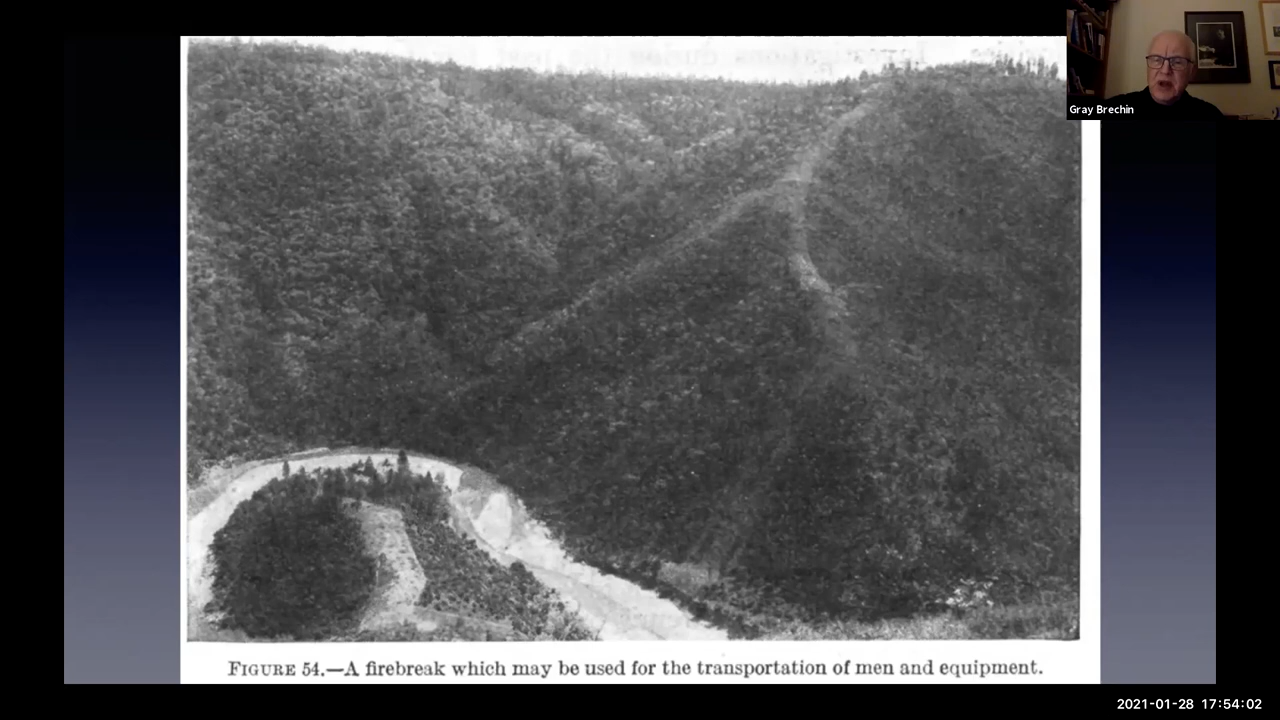 Gray Brechin
FIGURE 54.—A firebreak which may be used for the transportation of men and equipment.
2021-01-28 17:54:02